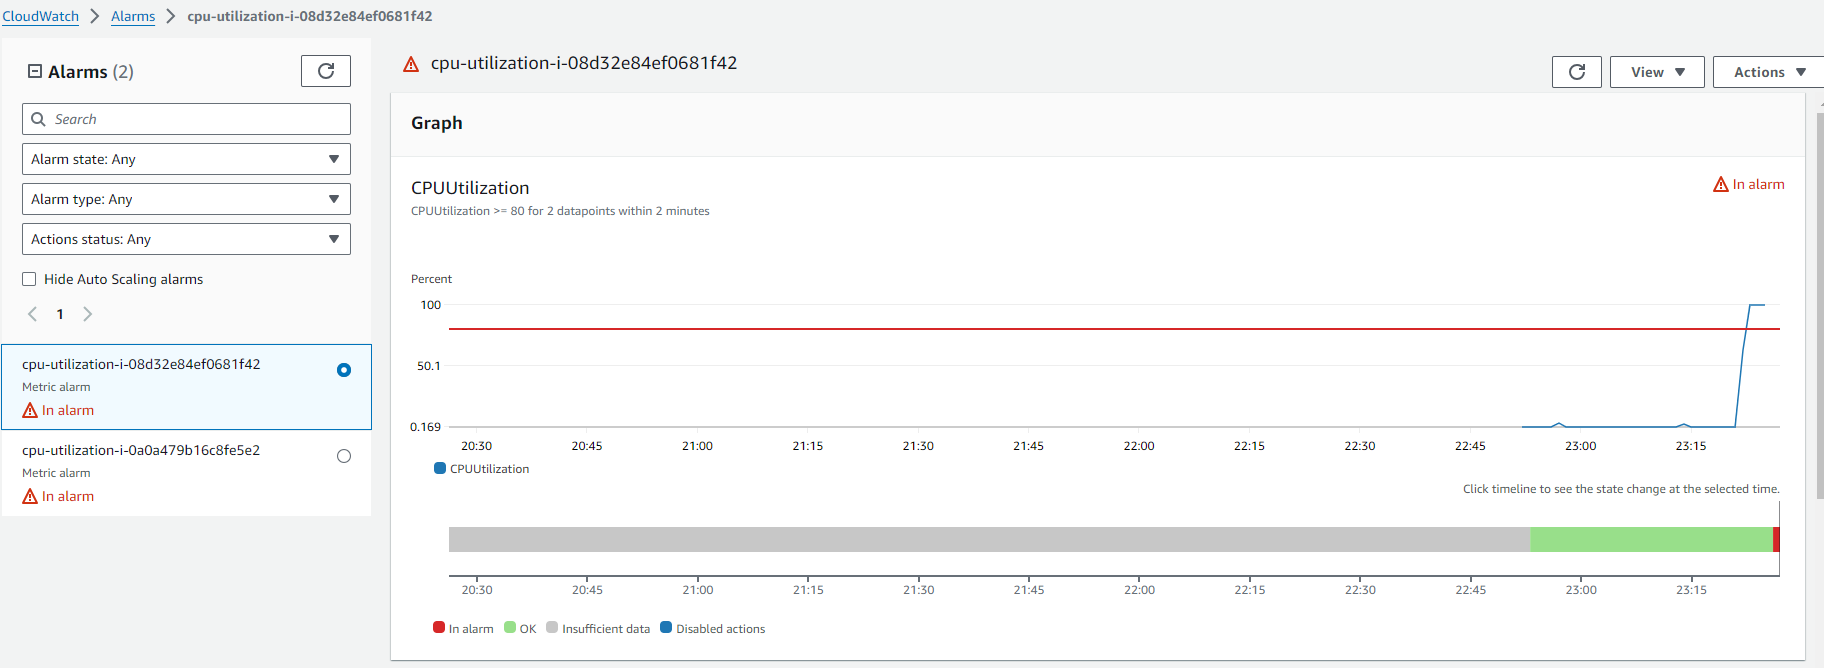 CloudWatch > Alarms > cpu-utilization-i-08d32e84ef0681f42
Alarms (2)
Search
Alarm state: Any
Alarm type: Any
Actions status: Any
Hide Auto Scaling alarms
1
cpu-utilization-i-08d32e84ef0681f42
Metric alarm
In alarm
cpu-utilization-i-0a0a479b16c8fe5e2
Metric alarm
In alarm
cpu-utilization-i-08d32e84ef0681f42
View
Actions
Graph
CPUUtilization
In alarm
CPUUtilization >= 80 for 2 datapoints within 2 minutes
Percent
100
50.1
0.169
20:30 20:45 21:00 21:15 21:30 21:45 22:00 22:15 22:30 22:45 23:00 23:15
CPUUtilization
Click timeline to see the state change at the selected time.
20:30 20:45 21:00 21:15 21:30 21:45 22:00 22:15 22:30 22:45 23:00 23:15
In alarm OK Insufficient data Disabled actions